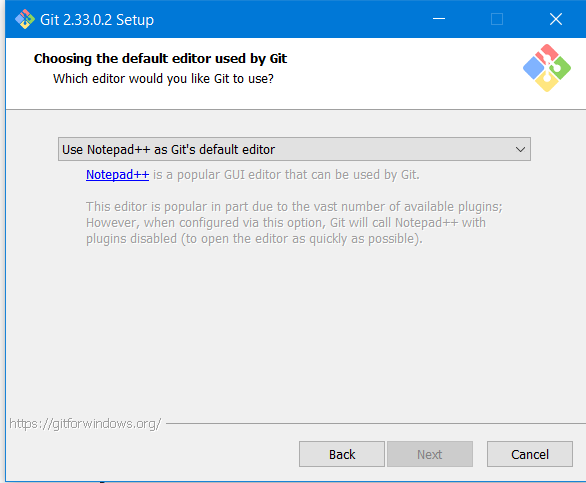 Git 2.33.0.2 Setup
Choosing the default editor used by Git
Which editor would you like Git to use?
Use Notepad++ as Git's default editor
Notepad++ is a popular GUI editor that can be used by Git.
This editor is popular in part due to the vast number of available plugins;
However, when configured via this option, Git will call Notepad++ with
plugins disabled (to open the editor as quickly as possible).
https://gitforwindows.org/
Back
Next
Cancel